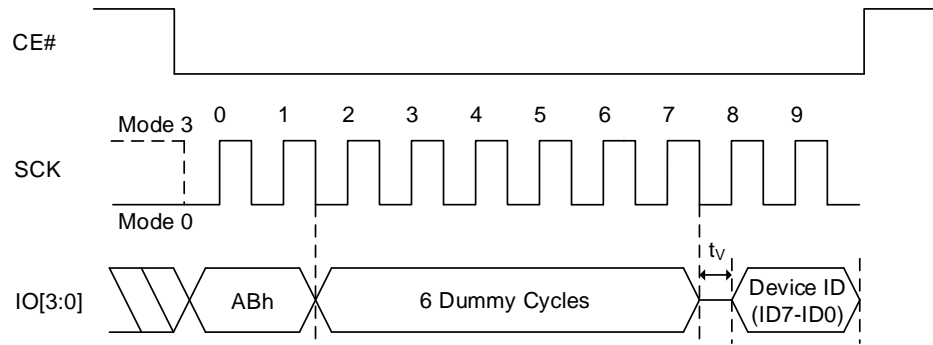 CE#
0 1 2 3 4 5 6 7 8 9
Mode 3
SCK
Mode 0
tV
IO[3:0]
ABh
6 Dummy Cycles
Device ID
(ID7-ID0)